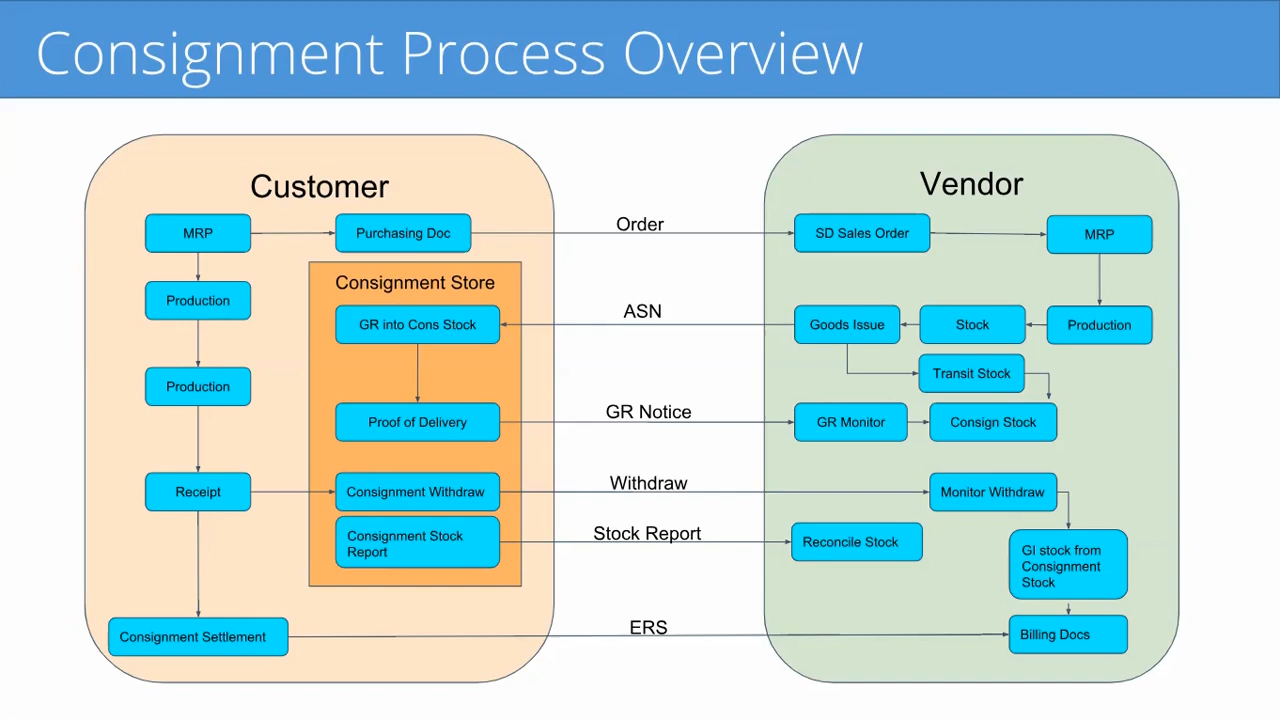 Consignment Process Overview
Customer
Vendor
MRP
Purchasing Doc
Order
SD Sales Order
MRP
Consignment Store
Production
GR into Cons Stock
ASN
Goods Issue
Stock
Production
Transit Stock
Production
Proof of Delivery
GR Notice
GR Monitor
Consign Stock
Receipt
Consignment Withdraw
Withdraw
Monitor Withdraw
Consignment Stock
Report
Stock Report
Reconcile Stock
GI stock from
Consignment
Stock
Consignment Settlement
ERS
Billing Docs